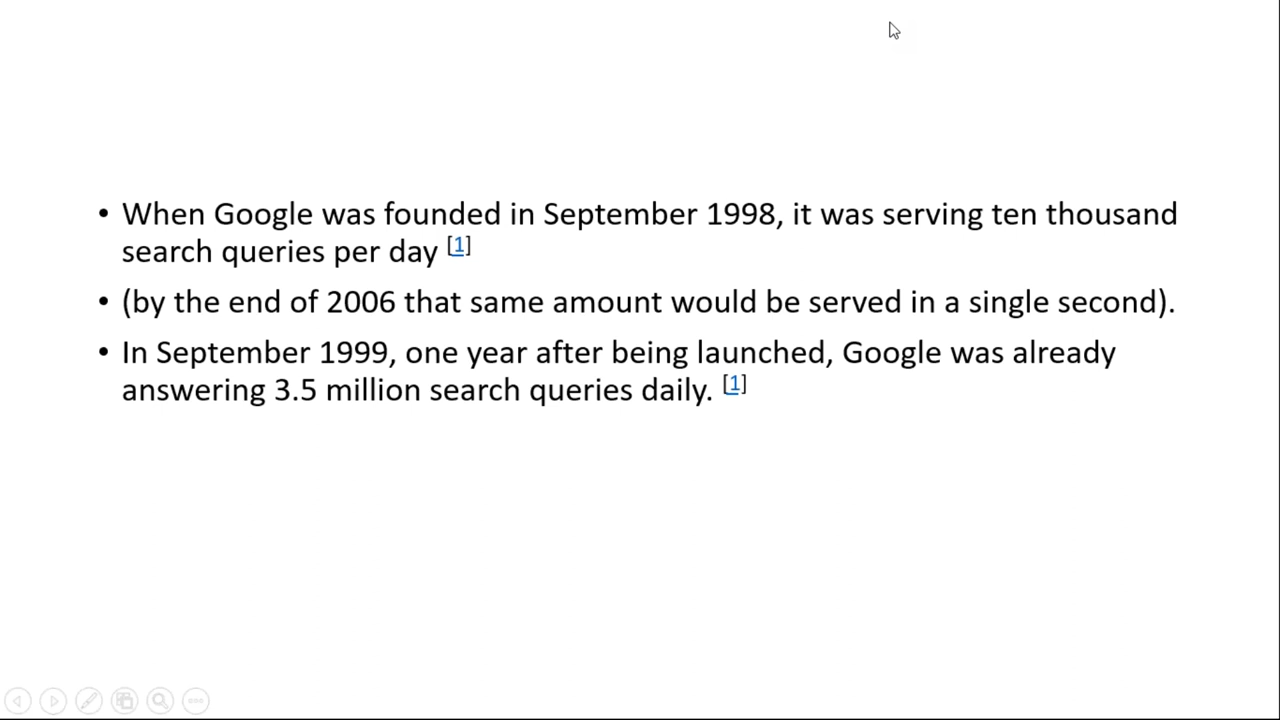 • When Google was founded in September 1998, it was serving ten thousand
search queries per day [1]
• (by the end of 2006 that same amount would be served in a single second).
• In September 1999, one year after being launched, Google was already
answering 3.5 million search queries daily. [1]